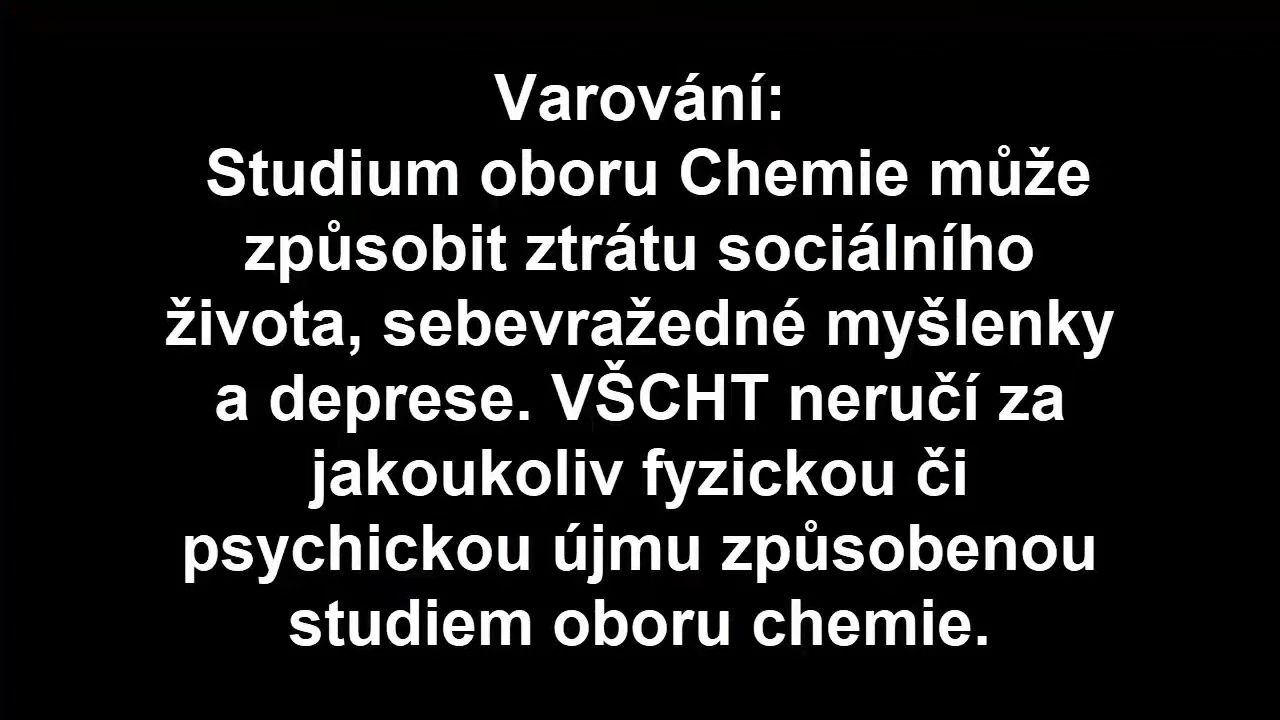 Varování:
Studium oboru Chemie může
způsobit ztrátu sociálního
života, sebevražedné myšlenky
a deprese. VŠCHT neručí za
jakoukoliv fyzickou či
psychickou újmu způsobenou
studiem oboru chemie.